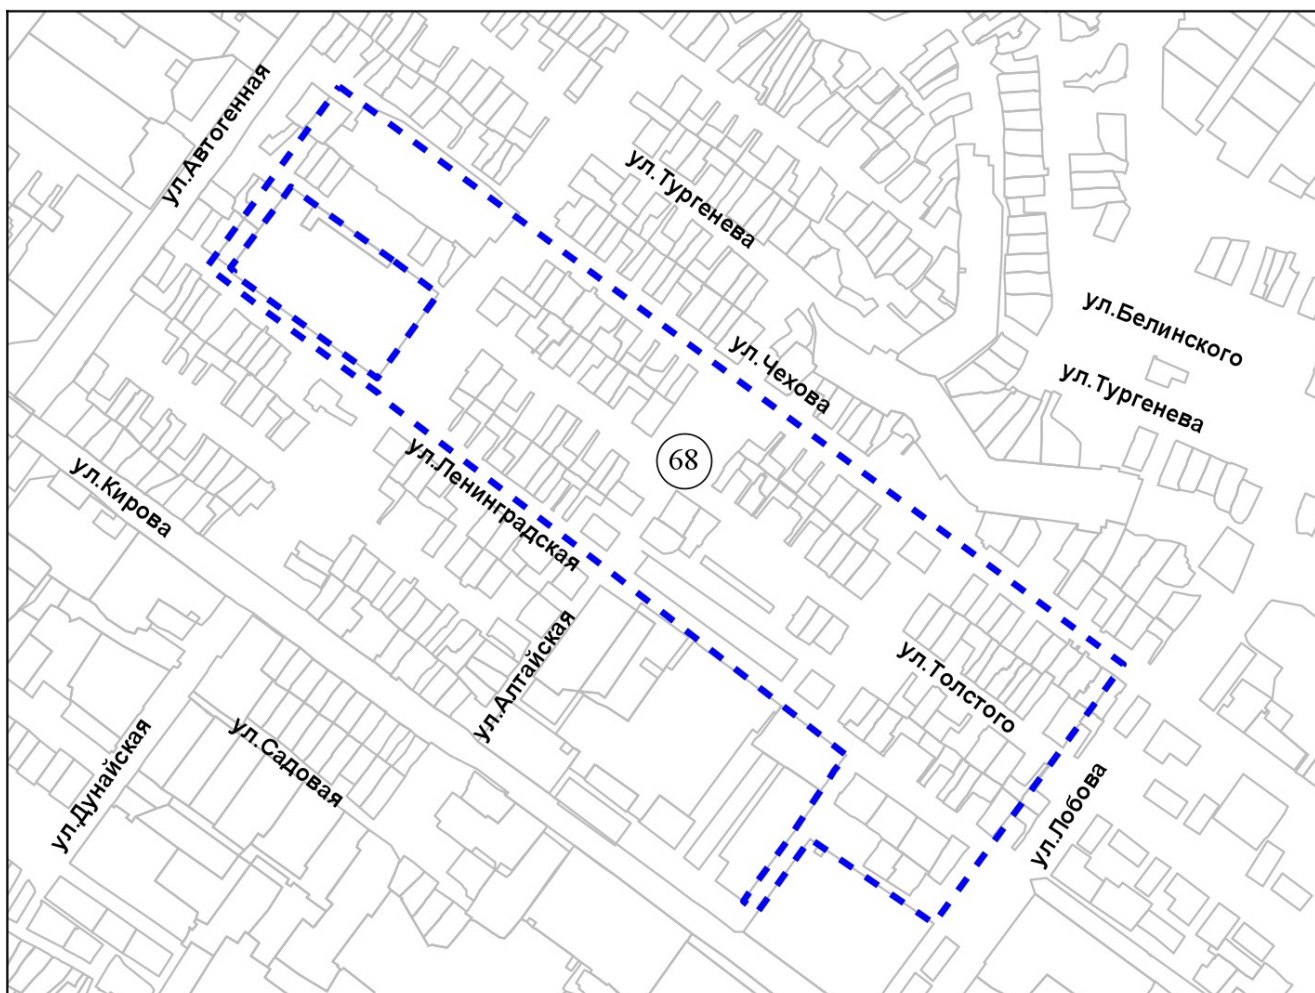 ул.Автогенная
ул.Тургенева
ул.Белинского
ул.Чехова
ул.Тургенева
68
ул.Ленинградская
ул.Кирова
ул.Алтайская
ул.Толстого
ул.Садовая
ул.Дунайская
ул.Лобова